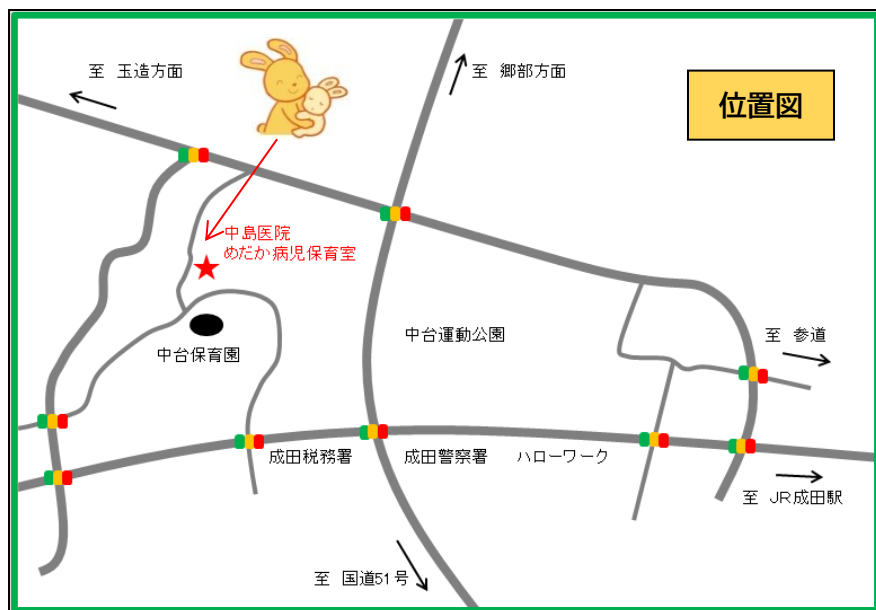 至 玉造方面
至 郷部方面
位置図
中島医院
めだか病児保育室
中台運動公園
至 参道
中台保育園
成田税務署
成田警察署
ハローワーク
至 JR成田駅
至 国道51号